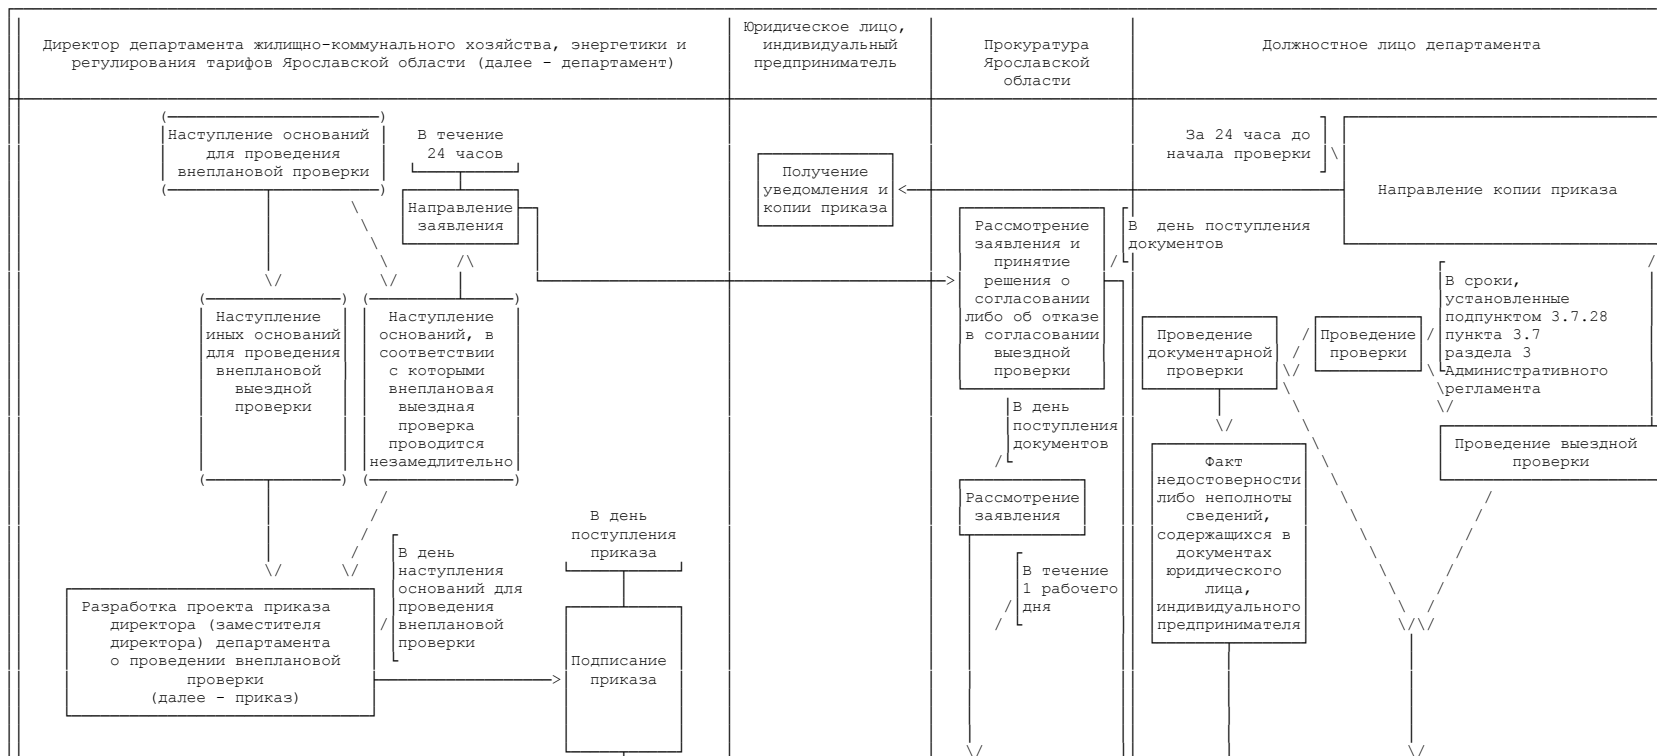 Директор департамента жилищно-коммунального хозяйства, энергетики и
регулирования тарифов Ярославской области (далее - департамент)
Юридическое лицо,
индивидуальный
предприниматель
Прокуратура
Ярославской
области
Должностное лицо департамента
Наступление оснований
для проведения
внеплановой проверки
В течение
24 часов
Направление
заявления
Получение
уведомления и
копии приказа
За 24 часа до
начала проверки
Направление копии приказа
Рассмотрение
заявления и
принятие
решения о
согласовании
либо об отказе
в согласовании
выездной
проверки
В день поступления
документов
Наступление
иных оснований
для проведения
внеплановой
выездной
проверки
Наступление
оснований, в
соответствии
с которыми
внеплановая
выездная
проверка
проводится
незамедлительно
Проведение
документарной
проверки
Проведение
проверки
В сроки,
установленные
подпунктом 3.7.28
пункта 3.7
раздела 3
Административного
регламента
В день
поступления
документов
Проведение выездной
проверки
Факт
недостоверности
либо неполноты
сведений,
содержащихся в
документах
юридического
лица,
индивидуального
предпринимателя
Рассмотрение
заявления
В течение
1 рабочего
дня
В день
поступления
приказа
В день
наступления
оснований для
проведения
внеплановой
проверки
Разработка проекта приказа
директора (заместителя
директора) департамента
о проведении внеплановой
проверки
(далее - приказ)
Подписание
приказа